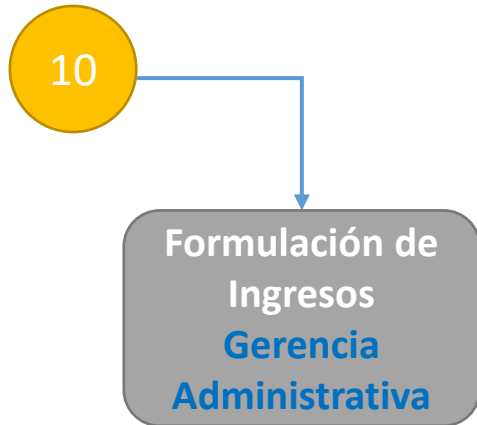 10
Formulación de
Ingresos
Gerencia
Administrativa